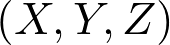 (X, Y, Z)